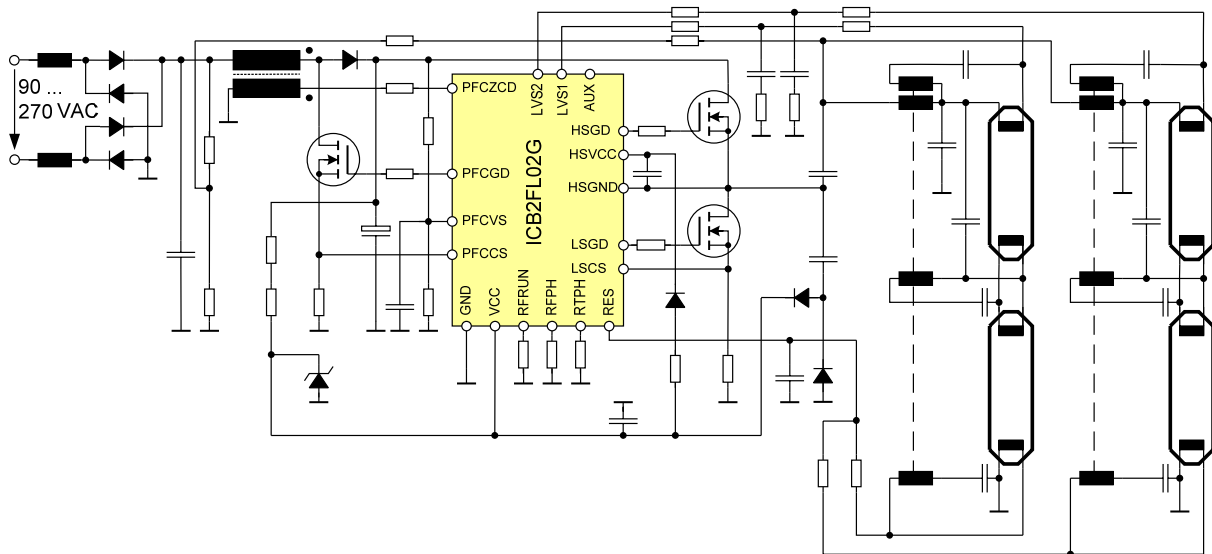 90 ...
270 VAC
PFCZCD
LVS2
LVS1
AUX
HSGD
HSVCC
PFCGD
HSGND
ICB2FL02G
PFCVS
LSGD
PFCCS
LSCS
GND
VCC
RFRUN
RFPH
RTPH
RES